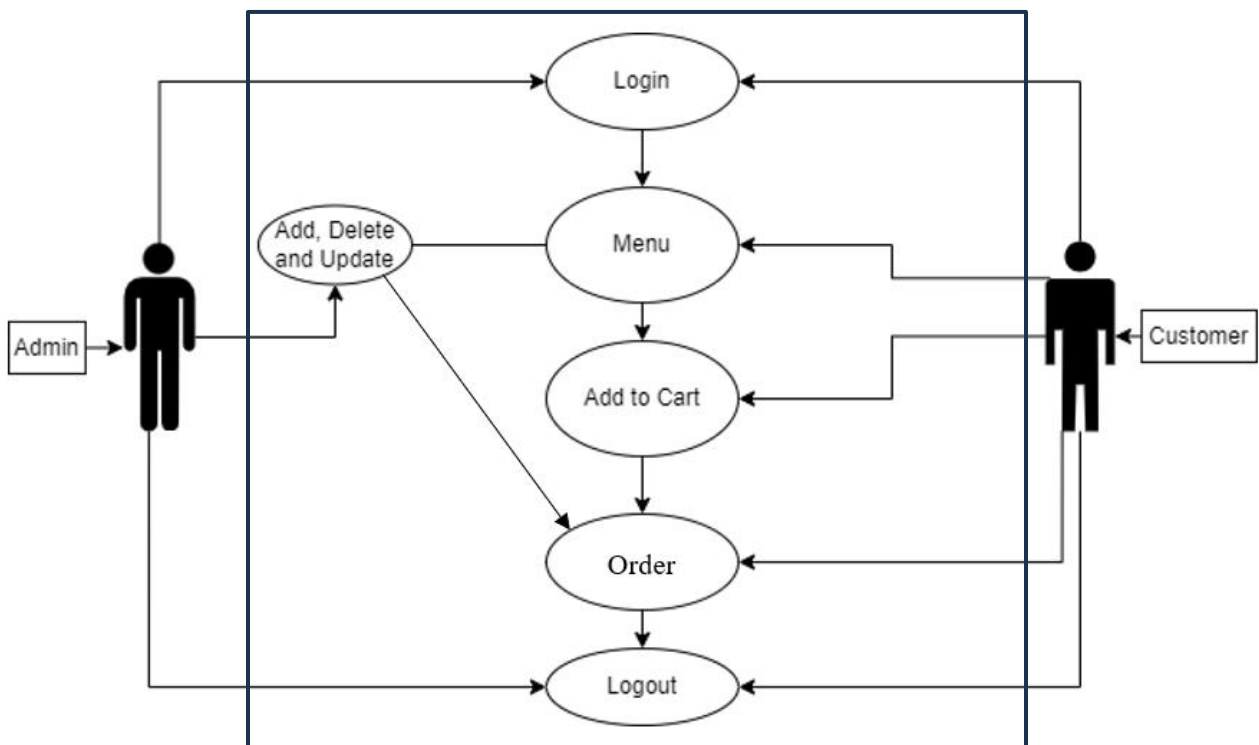 Login
Add, Delete
and Update
Menu
Admin
Customer
Add to Cart
Order
Logout